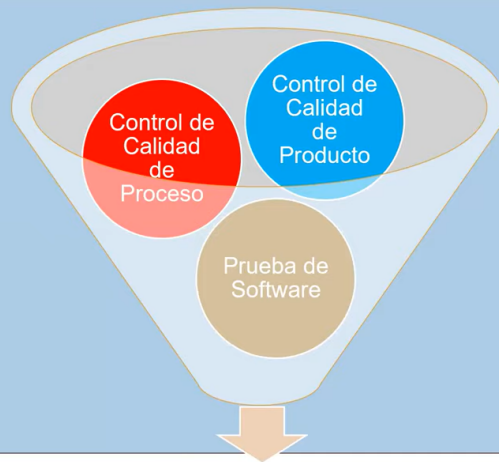 Control de
Calidad
de
Proceso
Control de
Calidad
de
Producto
Prueba de
Software